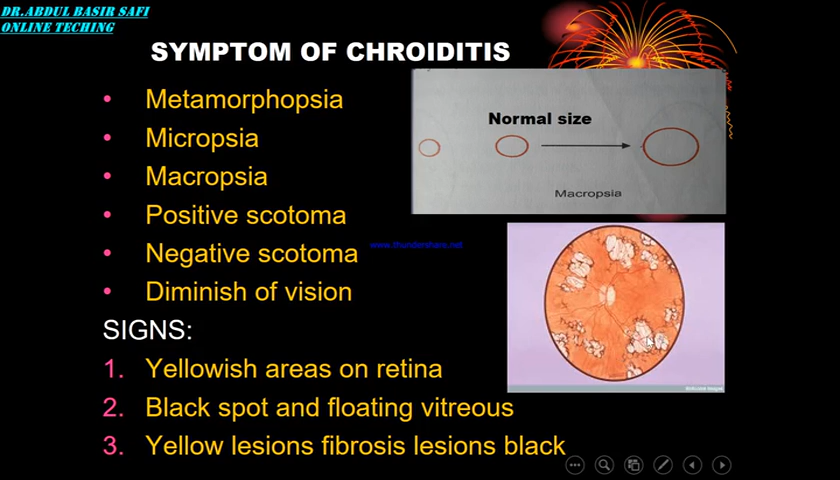 DR.ABDUL BASIR SAFI
ONLINE TECHING
SYMPTOM OF CHROIDITIS
• Metamorphopsia
• Micropsia
• Macropsia
• Positive scotoma
• Negative scotoma
• Diminish of vision
Normal size
Macropsia
www.thundershare.net
SIGNS:
1. Yellowish areas on retina
2. Black spot and floating vitreous
3. Yellow lesions fibrosis lesions black